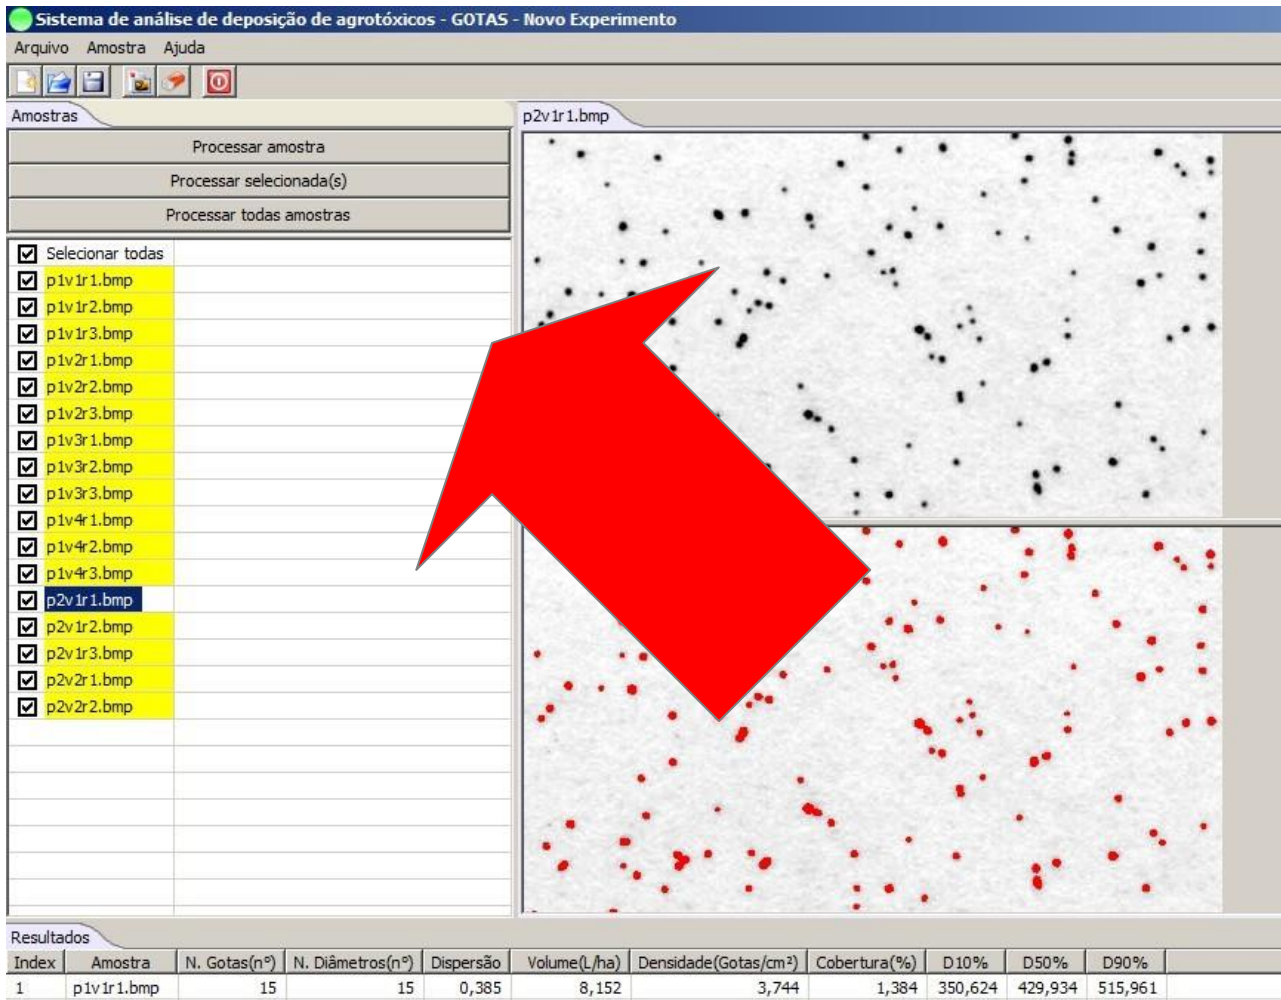 Sistema de análise de deposição de agrotóxicos - GOTAS - Novo Experimento
Arquivo Amostra Ajuda
Amostras
p2v1r1.bmp
Processar amostra
Processar selecionada(s)
Processar todas amostras
Selecionar todas
p1v1r1.bmp
p1v1r2.bmp
p1v1r3.bmp
p1v2r1.bmp
p1v2r2.bmp
p1v2r3.bmp
p1v3r1.bmp
p1v3r2.bmp
p1v3r3.bmp
p1v4r1.bmp
p1v4r2.bmp
p1v4r3.bmp
p2v1r1.bmp
p2v1r2.bmp
p2v1r3.bmp
p2v2r1.bmp
p2v2r2.bmp
Resultados
Index Amostra N. Gotas(nº) N. Diâmetros(nº) Dispersão Volume(L/ha) Densidade(Gotas/cm²) Cobertura(%) D10% D50% D90%
1 p1v1r1.bmp 15 15 0,385 8,152 3,744 1,384 350,624 429,934 515,961